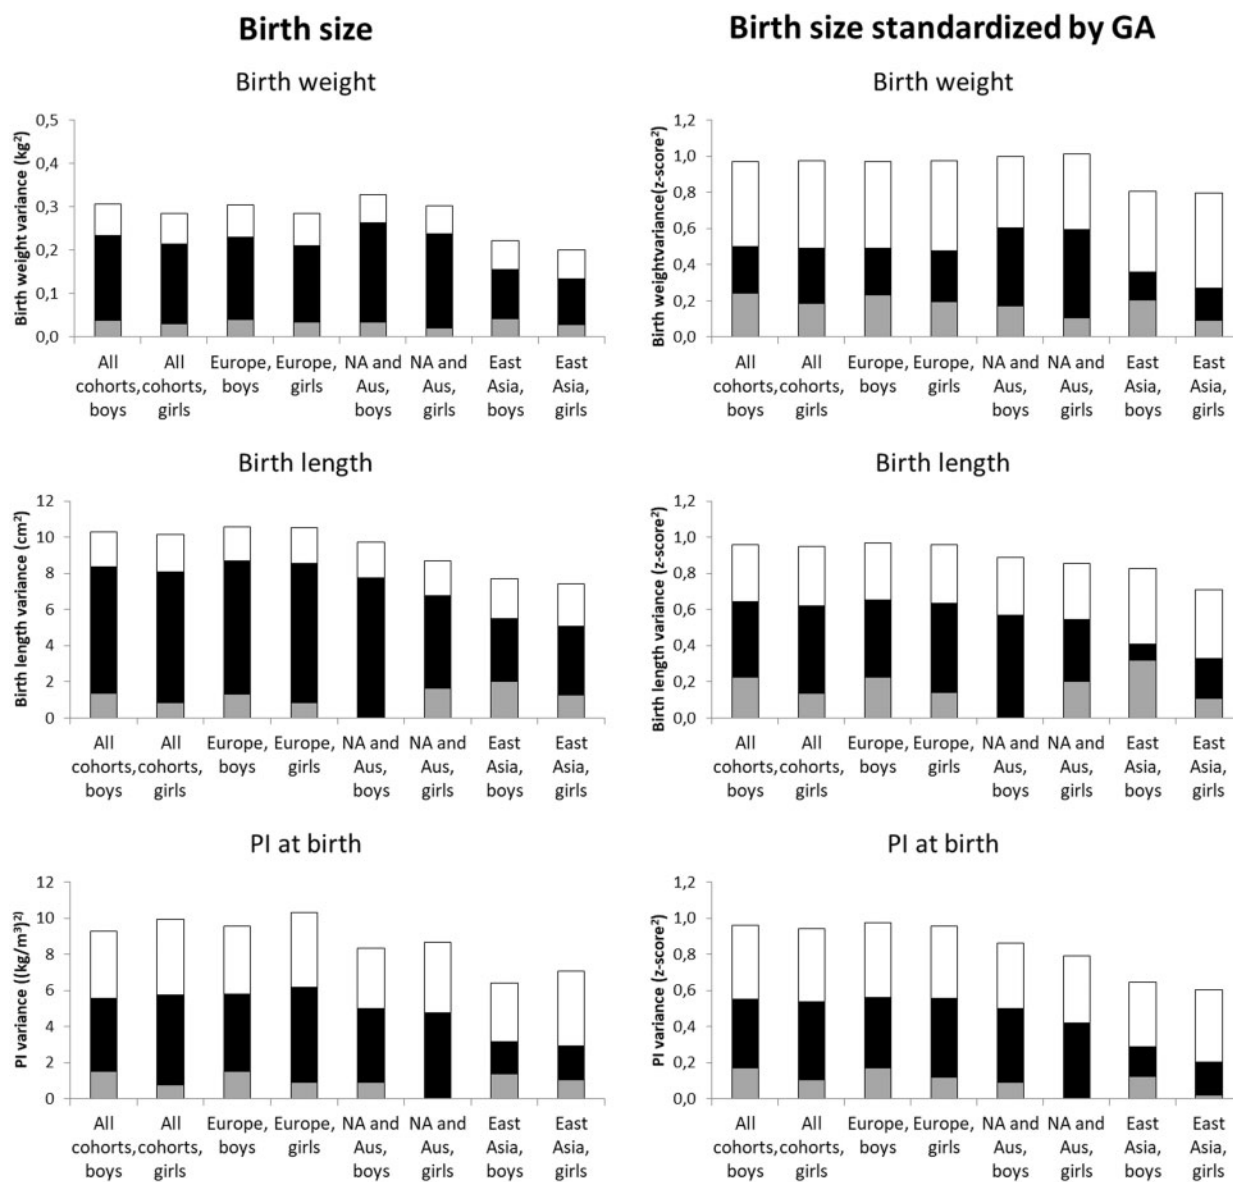 Birth size
Birth size standardized by GA
Birth weight
Birth weight variance (kg²)
0,5
0,4
0,3
0,2
0,1
0,0
All cohorts, boys
All cohorts, girls
Europe, boys
Europe, girls
NA and Aus, boys
NA and Aus, girls
East Asia, boys
East Asia, girls
Birth weight
Birth weightvariance(z-score²)
1,2
1,0
0,8
0,6
0,4
0,2
0,0
All cohorts, boys
All cohorts, girls
Europe, boys
Europe, girls
NA and Aus, boys
NA and Aus, girls
East Asia, boys
East Asia, girls
Birth length
Birth length variance (cm²)
12
10
8
6
4
2
0
All cohorts, boys
All cohorts, girls
Europe, boys
Europe, girls
NA and Aus, boys
NA and Aus, girls
East Asia, boys
East Asia, girls
Birth length
Birth length variance (z-score²)
1,2
1,0
0,8
0,6
0,4
0,2
0,0
All cohorts, boys
All cohorts, girls
Europe, boys
Europe, girls
NA and Aus, boys
NA and Aus, girls
East Asia, boys
East Asia, girls
PI at birth
PI variance ((kg/m³)²)
12
10
8
6
4
2
0
All cohorts, boys
All cohorts, girls
Europe, boys
Europe, girls
NA and Aus, boys
NA and Aus, girls
East Asia, boys
East Asia, girls
PI at birth
PI variance (z-score²)
1,2
1,0
0,8
0,6
0,4
0,2
0,0
All cohorts, boys
All cohorts, girls
Europe, boys
Europe, girls
NA and Aus, boys
NA and Aus, girls
East Asia, boys
East Asia, girls